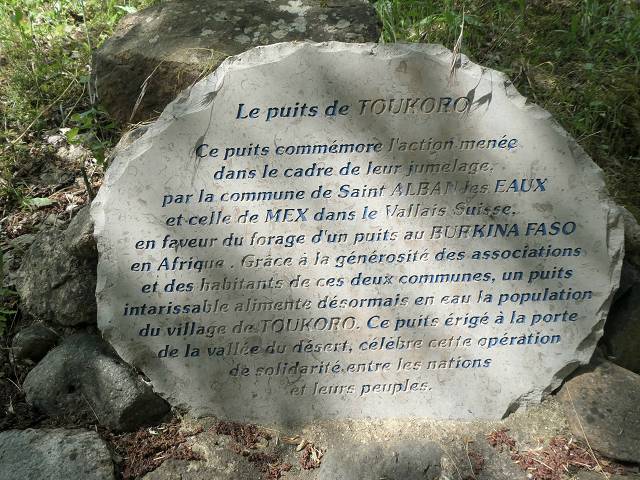 Le puits de TOUKORO
Ce puits commémore l'action menée
dans le cadre de leur jumelage,
par la commune de Saint ALBAN les EAUX
et celle de MEX dans le Vallais Suisse,
en faveur du forage d'un puits au BURKINA FASO
en Afrique . Grâce à la générosité des associations
et des habitants de ces deux communes, un puits
intarissable alimente désormais en eau la population
du village de TOUKORO. Ce puits érigé à la porte
de la vallée du désert, célèbre cette opération
de solidarité entre les nations
et leurs peuples.